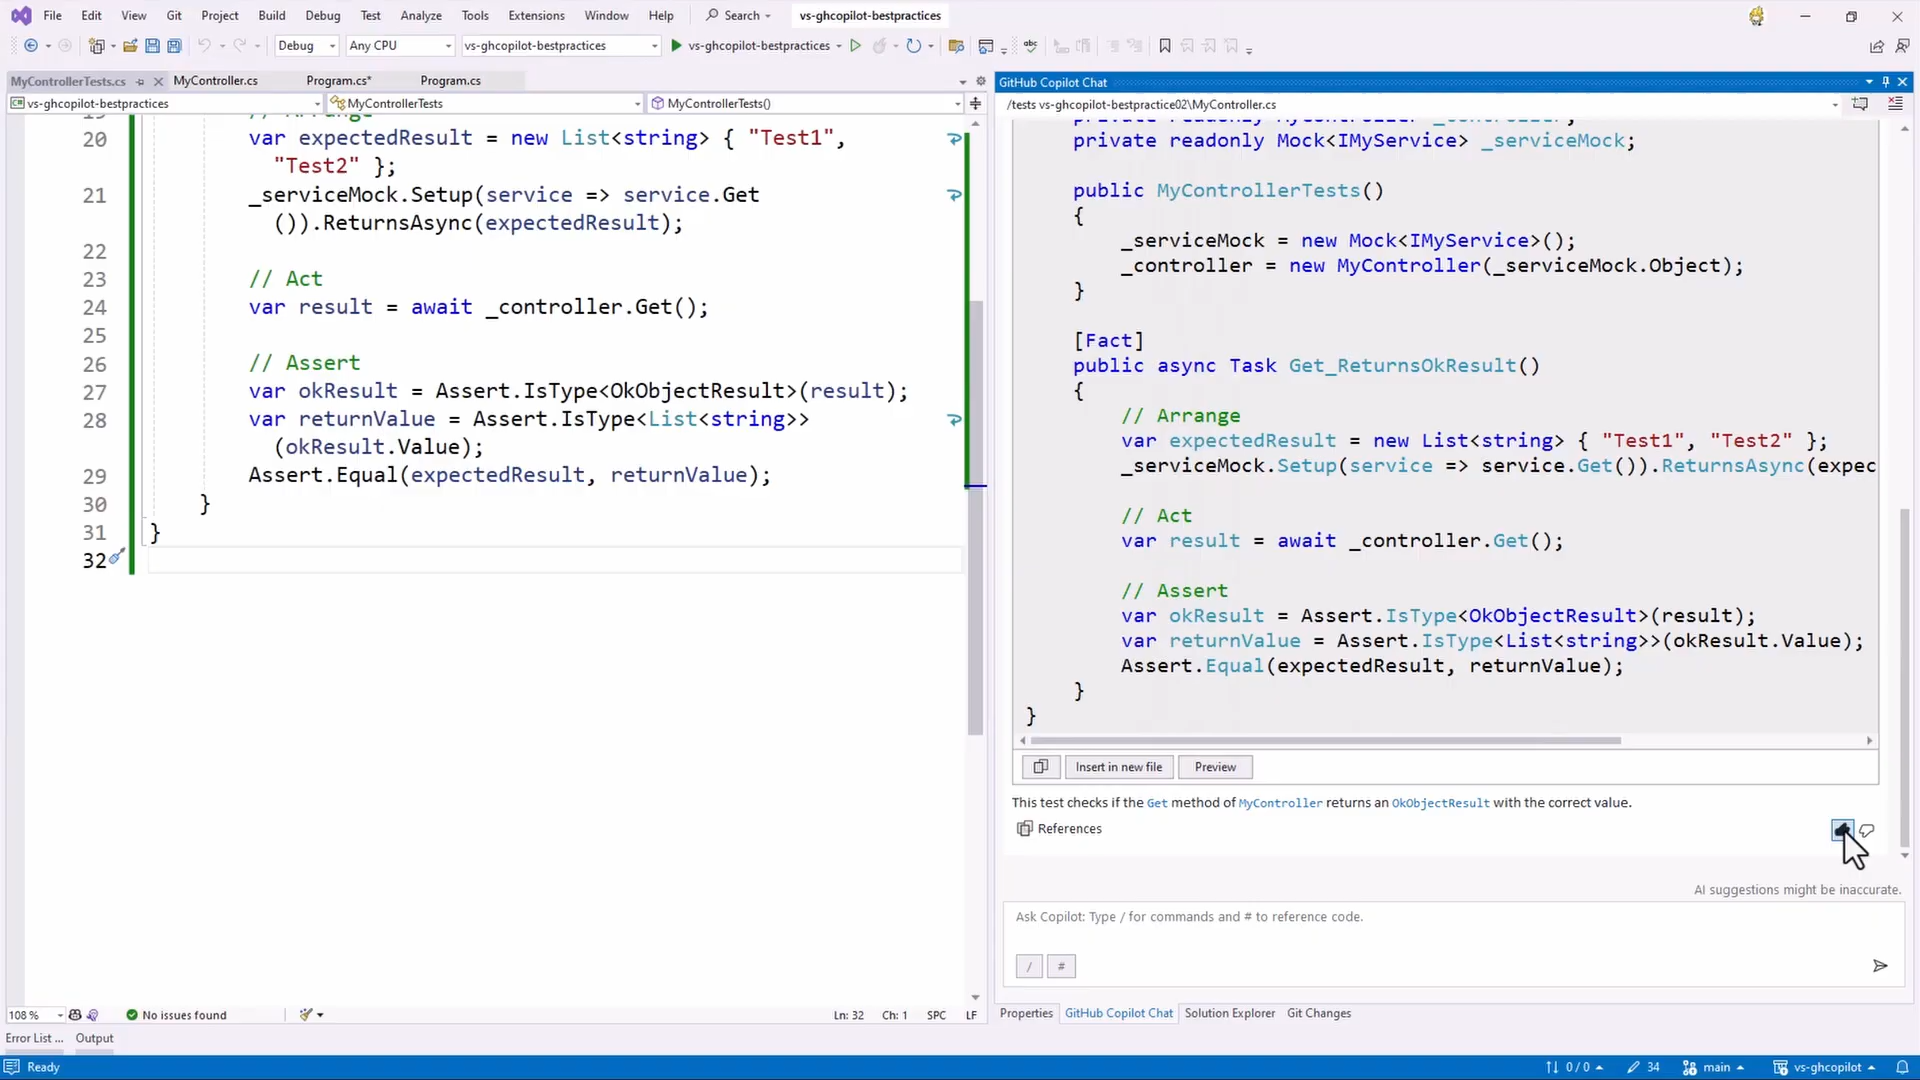 File Edit View Git Project Build Debug Test Analyze Tools Extensions Window Help Search vs-ghcopilot-bestpractices
Debug Any CPU vs-ghcopilot-bestpractices vs-ghcopilot-bestpractices
MyControllerTests.cs MyController.cs Program.cs* Program.cs
vs-ghcopilot-bestpractices MyControllerTests MyControllerTests()
19 // Arrange
20 var expectedResult = new List<string> { "Test1",
"Test2" };
21 _serviceMock.Setup(service => service.Get
()).ReturnsAsync(expectedResult);
22
23 // Act
24 var result = await _controller.Get();
25
26 // Assert
27 var okResult = Assert.IsType<OkObjectResult>(result);
28 var returnValue = Assert.IsType<List<string>>
(okResult.Value);
29 Assert.Equal(expectedResult, returnValue);
30 }
31 }
32
108 % No issues found Ln: 32 Ch: 1 SPC LF
Error List ... Output
GitHub Copilot Chat
/tests vs-ghcopilot-bestpractice02\MyController.cs
private readonly MyController _controller;
private readonly Mock<IMyService> _serviceMock;
public MyControllerTests()
{
_serviceMock = new Mock<IMyService>();
_controller = new MyController(_serviceMock.Object);
}
[Fact]
public async Task Get_ReturnsOkResult()
{
// Arrange
var expectedResult = new List<string> { "Test1", "Test2" };
_serviceMock.Setup(service => service.Get()).ReturnsAsync(expec
// Act
var result = await _controller.Get();
// Assert
var okResult = Assert.IsType<OkObjectResult>(result);
var returnValue = Assert.IsType<List<string>>(okResult.Value);
Assert.Equal(expectedResult, returnValue);
}
}
Insert in new file Preview
This test checks if the Get method of MyController returns an OkObjectResult with the correct value.
References
AI suggestions might be inaccurate.
Ask Copilot: Type / for commands and # to reference code.
/ #
Properties GitHub Copilot Chat Solution Explorer Git Changes
Ready 0 / 0 34 main vs-ghcopilot